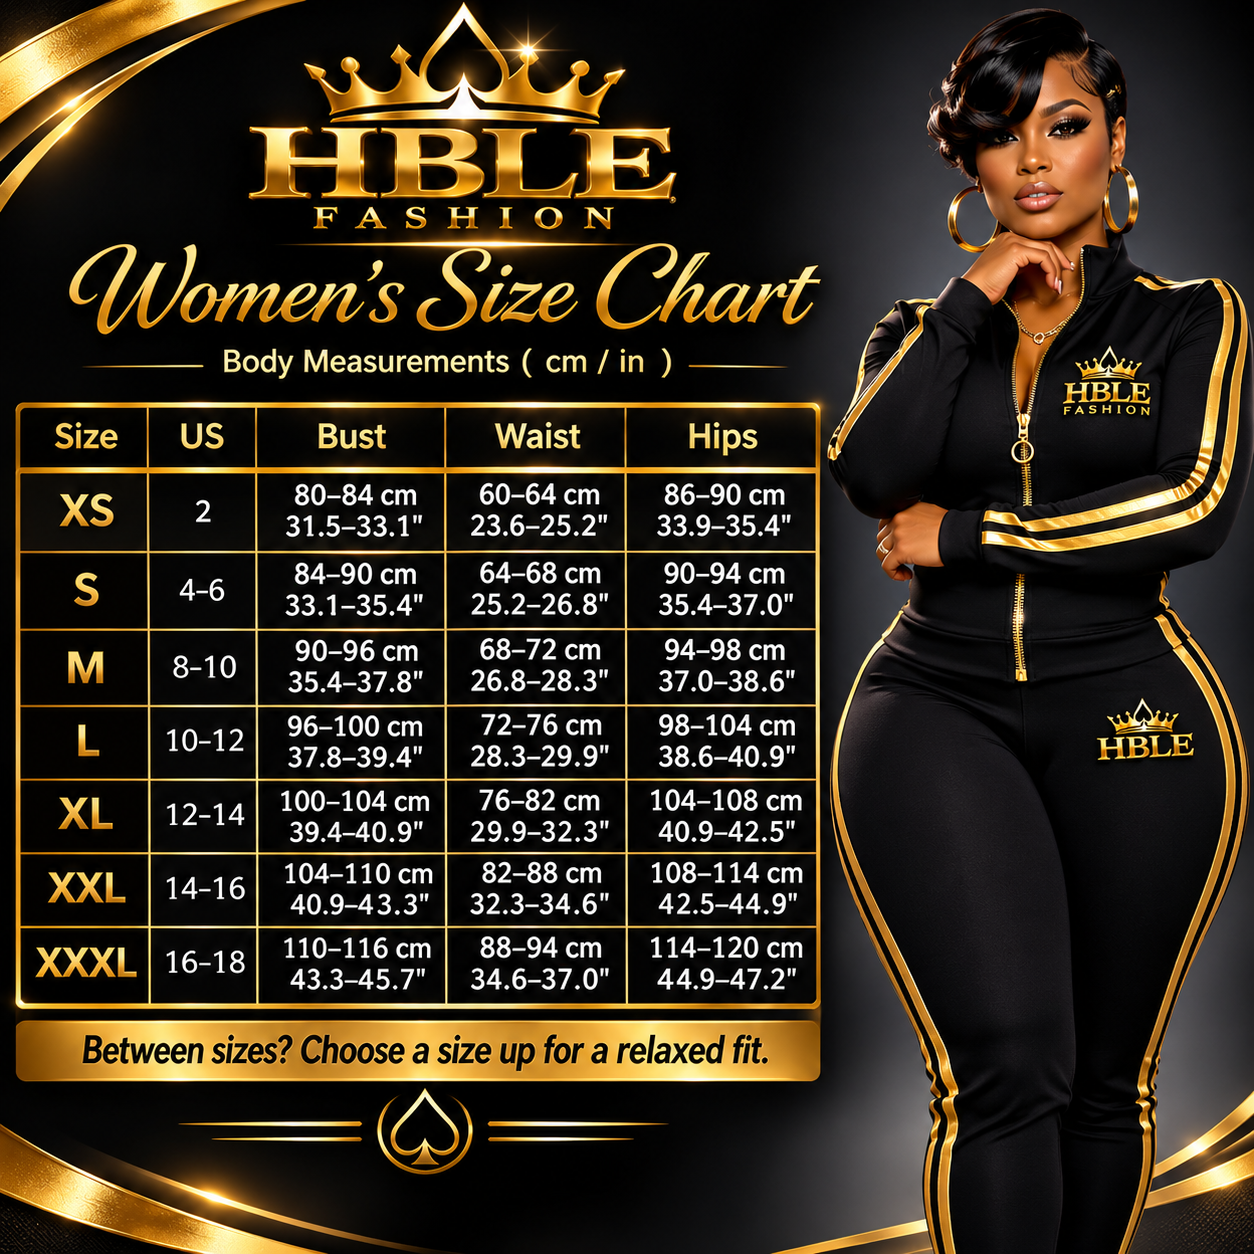 HBLE
FASHION
Women's Size Chart
Body Measurements ( cm / in )
Size US Bust Waist Hips
XS 2 80–84 cm 60–64 cm 86–90 cm
31.5–33.1" 23.6–25.2" 33.9–35.4"
S 4-6 84–90 cm 64–68 cm 90–94 cm
33.1–35.4" 25.2–26.8" 35.4–37.0"
M 8-10 90–96 cm 68–72 cm 94–98 cm
35.4–37.8" 26.8–28.3" 37.0–38.6"
L 10-12 96–100 cm 72–76 cm 98–104 cm
37.8–39.4" 28.3–29.9" 38.6–40.9"
XL 12-14 100–104 cm 76–82 cm 104–108 cm
39.4–40.9" 29.9–32.3" 40.9–42.5"
XXL 14-16 104–110 cm 82–88 cm 108–114 cm
40.9–43.3" 32.3–34.6" 42.5–44.9"
XXXL 16-18 110–116 cm 88–94 cm 114–120 cm
43.3–45.7" 34.6–37.0" 44.9–47.2"
Between sizes? Choose a size up for a relaxed fit.
HBLE
FASHION
HBLE